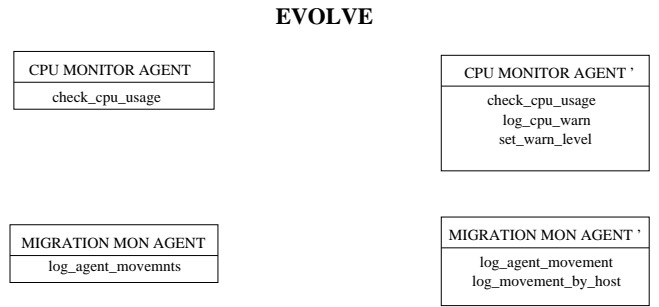 EVOLVE
CPU MONITOR AGENT
check_cpu_usage
CPU MONITOR AGENT ’
check_cpu_usage
log_cpu_warn
set_warn_level
MIGRATION MON AGENT
log_agent_movemnts
MIGRATION MON AGENT ’
log_agent_movement
log_movement_by_host